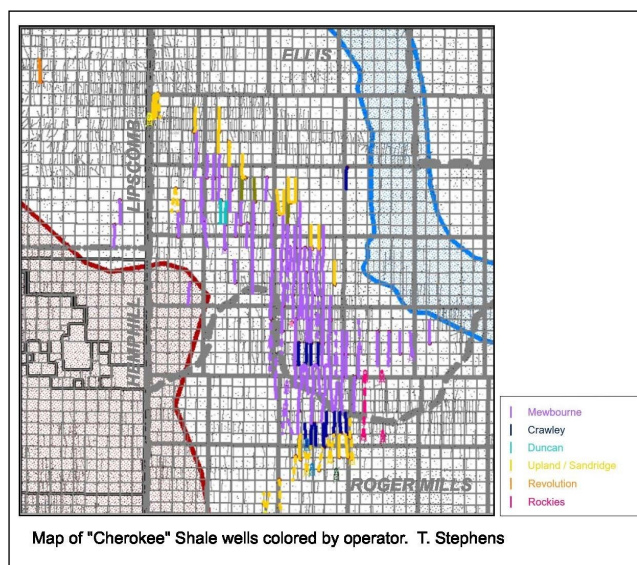 ELLIS
LIPSCOMB
HEMPHILL
ROGER MILLS
Mewbourne
Crawley
Duncan
Upland / Sandridge
Revolution
Rockies
Map of "Cherokee" Shale wells colored by operator. T. Stephens